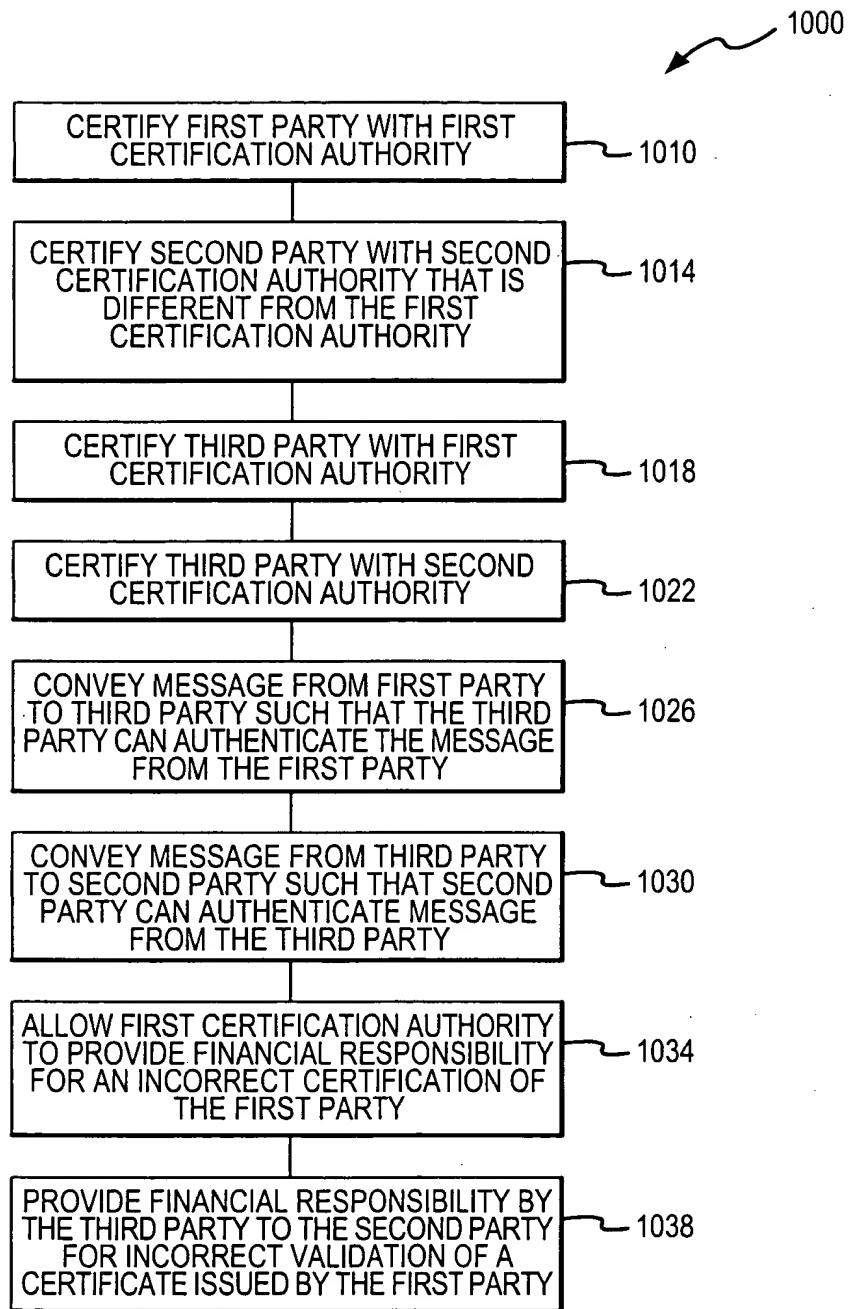 1000
CERTIFY FIRST PARTY WITH FIRST
CERTIFICATION AUTHORITY
1010
CERTIFY SECOND PARTY WITH SECOND
CERTIFICATION AUTHORITY THAT IS
DIFFERENT FROM THE FIRST
CERTIFICATION AUTHORITY
1014
CERTIFY THIRD PARTY WITH FIRST
CERTIFICATION AUTHORITY
1018
CERTIFY THIRD PARTY WITH SECOND
CERTIFICATION AUTHORITY
1022
CONVEY MESSAGE FROM FIRST PARTY
TO THIRD PARTY SUCH THAT THE THIRD
PARTY CAN AUTHENTICATE THE MESSAGE
FROM THE FIRST PARTY
1026
CONVEY MESSAGE FROM THIRD PARTY
TO SECOND PARTY SUCH THAT SECOND
PARTY CAN AUTHENTICATE MESSAGE
FROM THE THIRD PARTY
1030
ALLOW FIRST CERTIFICATION AUTHORITY
TO PROVIDE FINANCIAL RESPONSIBILITY
FOR AN INCORRECT CERTIFICATION OF
THE FIRST PARTY
1034
PROVIDE FINANCIAL RESPONSIBILITY BY
THE THIRD PARTY TO THE SECOND PARTY
FOR INCORRECT VALIDATION OF A
CERTIFICATE ISSUED BY THE FIRST PARTY
1038